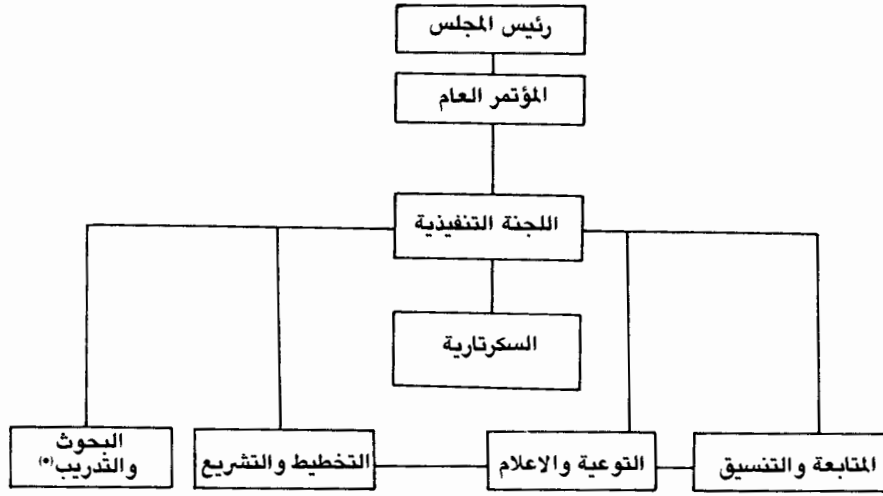 رئيس المجلس
المؤتمر العام
اللجنة التنفيذية
السكرتارية
المتابعة والتنسيق
التوعية والاعلام
التخطيط والتشريع
البحوث
والتدريب(*)